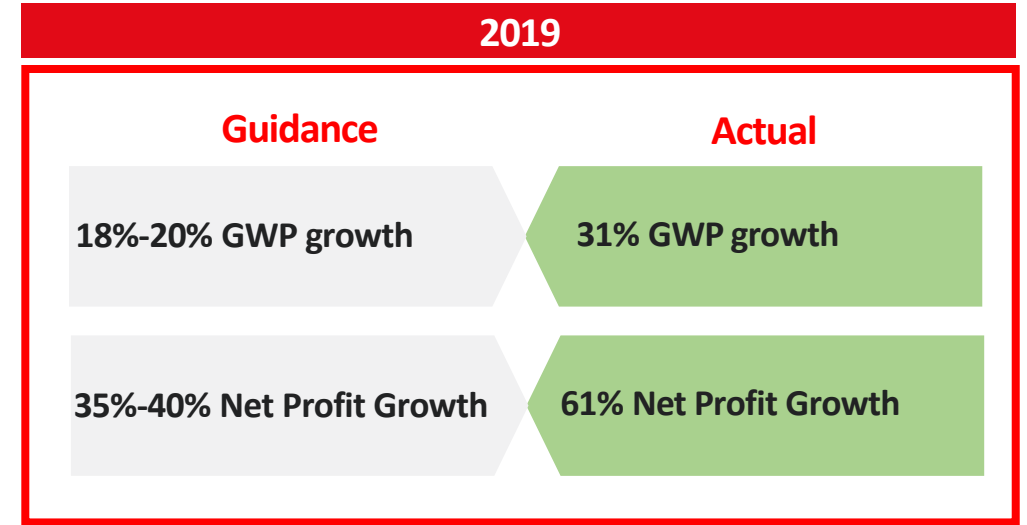 2019
Guidance
Actual
18%-20% GWP growth
31% GWP growth
35%-40% Net Profit Growth
61% Net Profit Growth